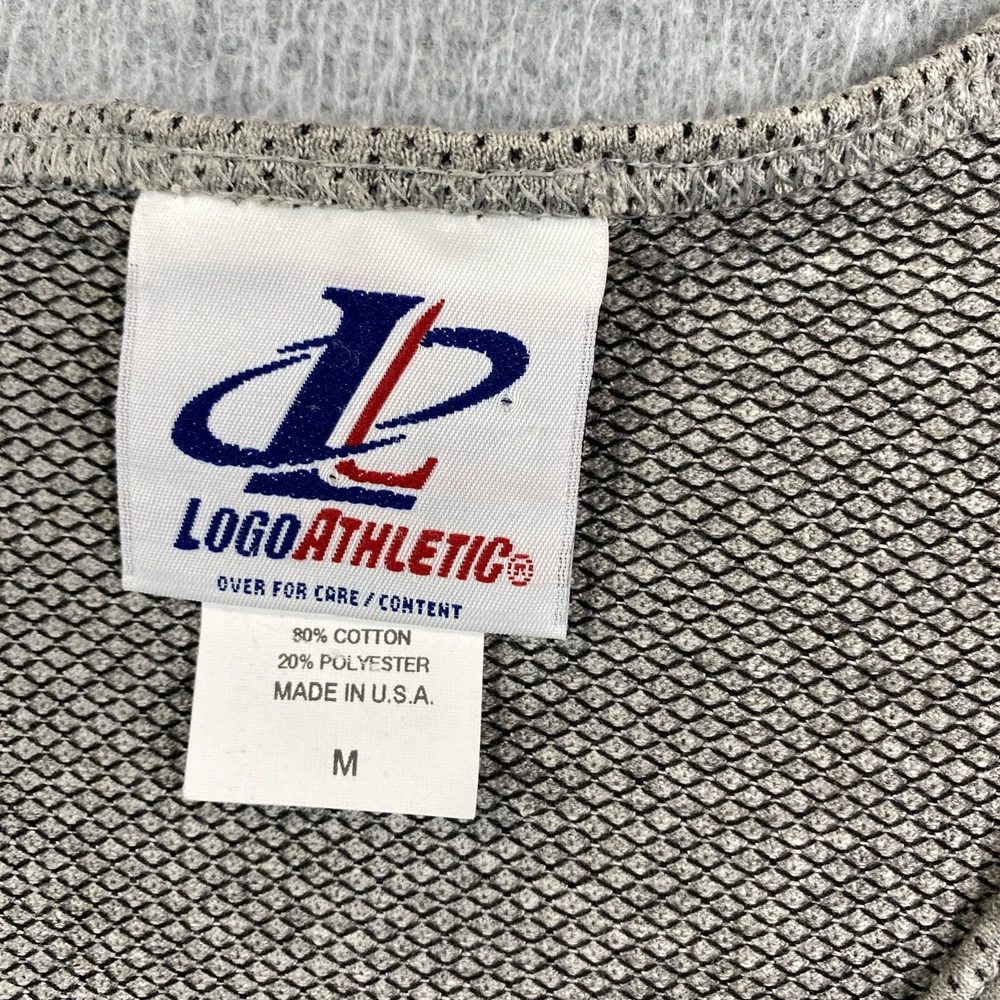 LOGOATHLETIC®
OVER FOR CARE/CONTENT
80% COTTON
20% POLYESTER
MADE IN U.S.A.
M